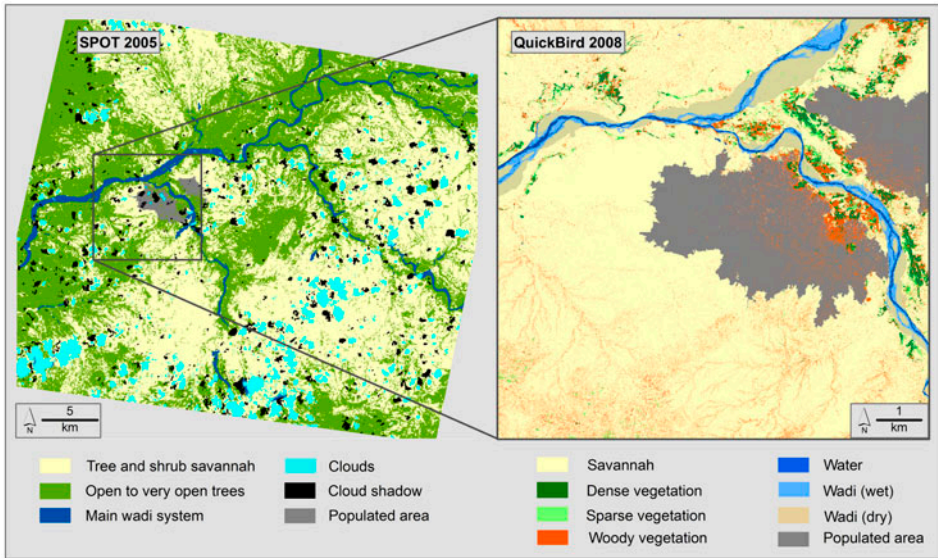 SPOT 2005
QuickBird 2008
N
5
km
N
1
km
Tree and shrub savannah
Open to very open trees
Main wadi system
Clouds
Cloud shadow
Populated area
Savannah
Dense vegetation
Sparse vegetation
Woody vegetation
Water
Wadi (wet)
Wadi (dry)
Populated area